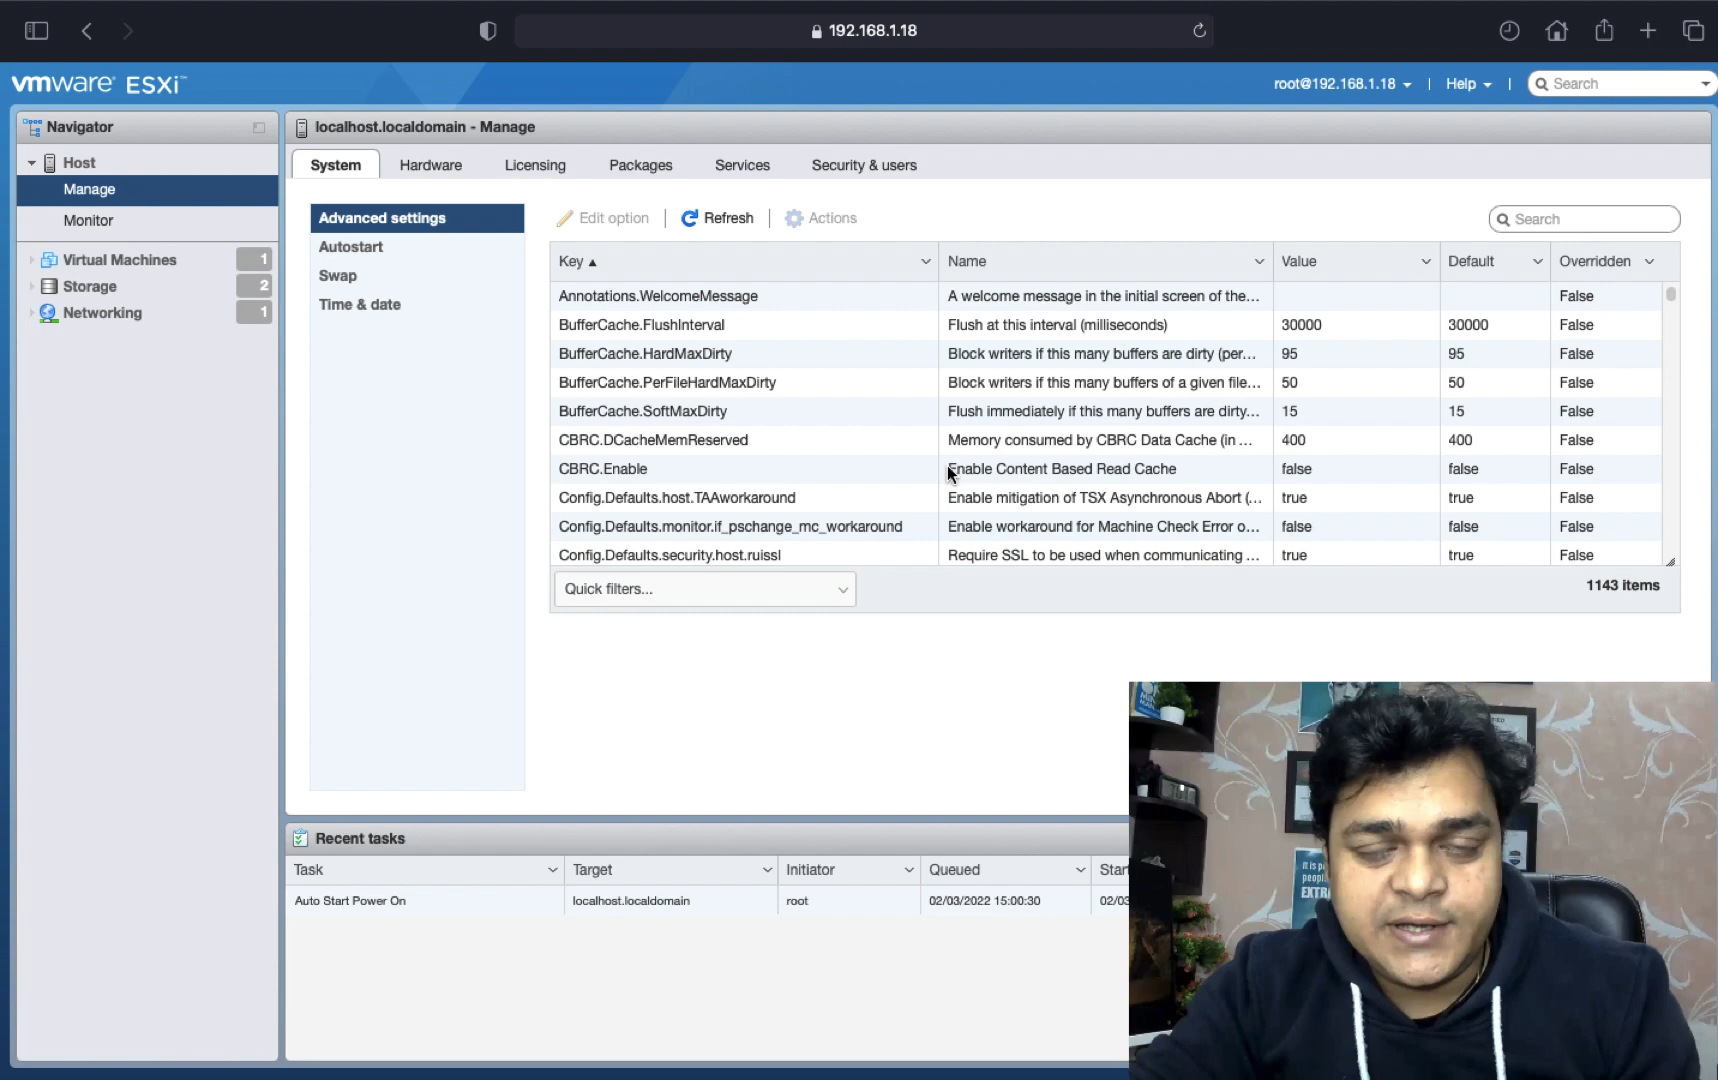 192.168.1.18
vmware ESXi™
root@192.168.1.18 | Help | Search
Navigator
Host
Manage
Monitor
Virtual Machines 1
Storage 2
Networking 1
localhost.localdomain - Manage
System Hardware Licensing Packages Services Security & users
Advanced settings
Autostart
Swap
Time & date
Edit option | Refresh | Actions Search
Key Name Value Default Overridden
Annotations.WelcomeMessage A welcome message in the initial screen of the... False
BufferCache.FlushInterval Flush at this interval (milliseconds) 30000 30000 False
BufferCache.HardMaxDirty Block writers if this many buffers are dirty (per... 95 95 False
BufferCache.PerFileHardMaxDirty Block writers if this many buffers of a given file... 50 50 False
BufferCache.SoftMaxDirty Flush immediately if this many buffers are dirty... 15 15 False
CBRC.DCacheMemReserved Memory consumed by CBRC Data Cache (in ... 400 400 False
CBRC.Enable Enable Content Based Read Cache false false False
Config.Defaults.host.TAAworkaround Enable mitigation of TSX Asynchronous Abort (... true true False
Config.Defaults.monitor.if_pschange_mc_workaround Enable workaround for Machine Check Error o... false false False
Config.Defaults.security.host.ruissl Require SSL to be used when communicating ... true true False
Quick filters... 1143 items
Recent tasks
Task Target Initiator Queued Start
Auto Start Power On localhost.localdomain root 02/03/2022 15:00:30 02/03
It is p
people.
EXTR